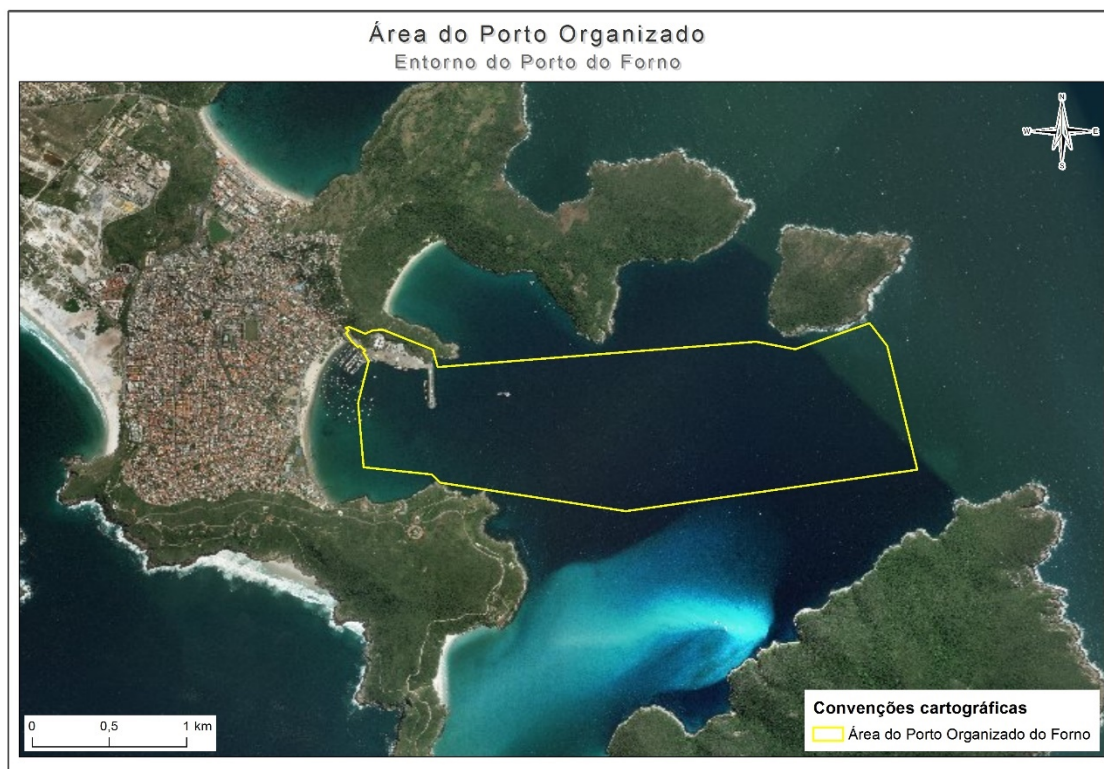 Área do Porto Organizado
Entorno do Porto do Forno
N
W E
S
Convenções cartográficas
Área do Porto Organizado do Forno
0 0,5 1 km